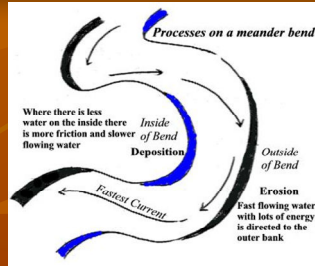 Processes on a meander bend
Where there is less
water on the inside there
is more friction and slower
flowing water
Inside
of Bend
Deposition
Outside
of Bend
Erosion
Fast flowing water
with lots of energy
is directed to the
outer bank
Fastest Current